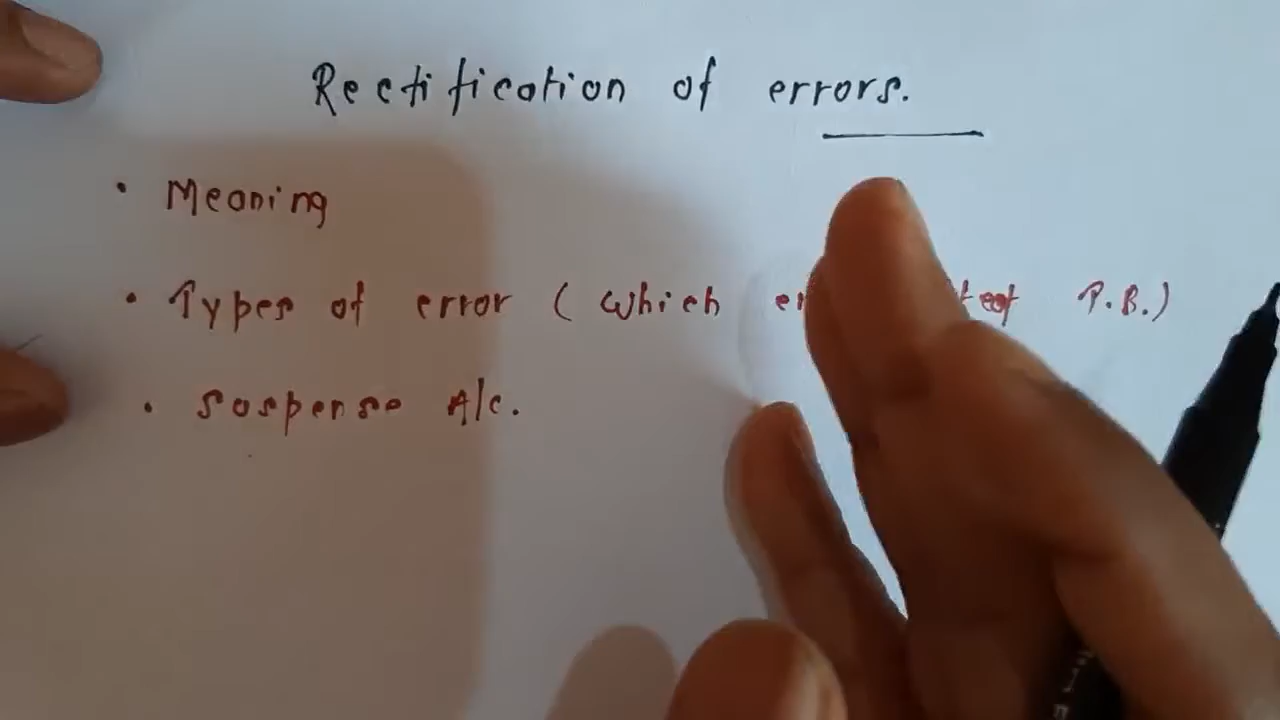 Rectification of errors.
• Meaning
• Types of error ( which T.B.)
• Suspense A/c.